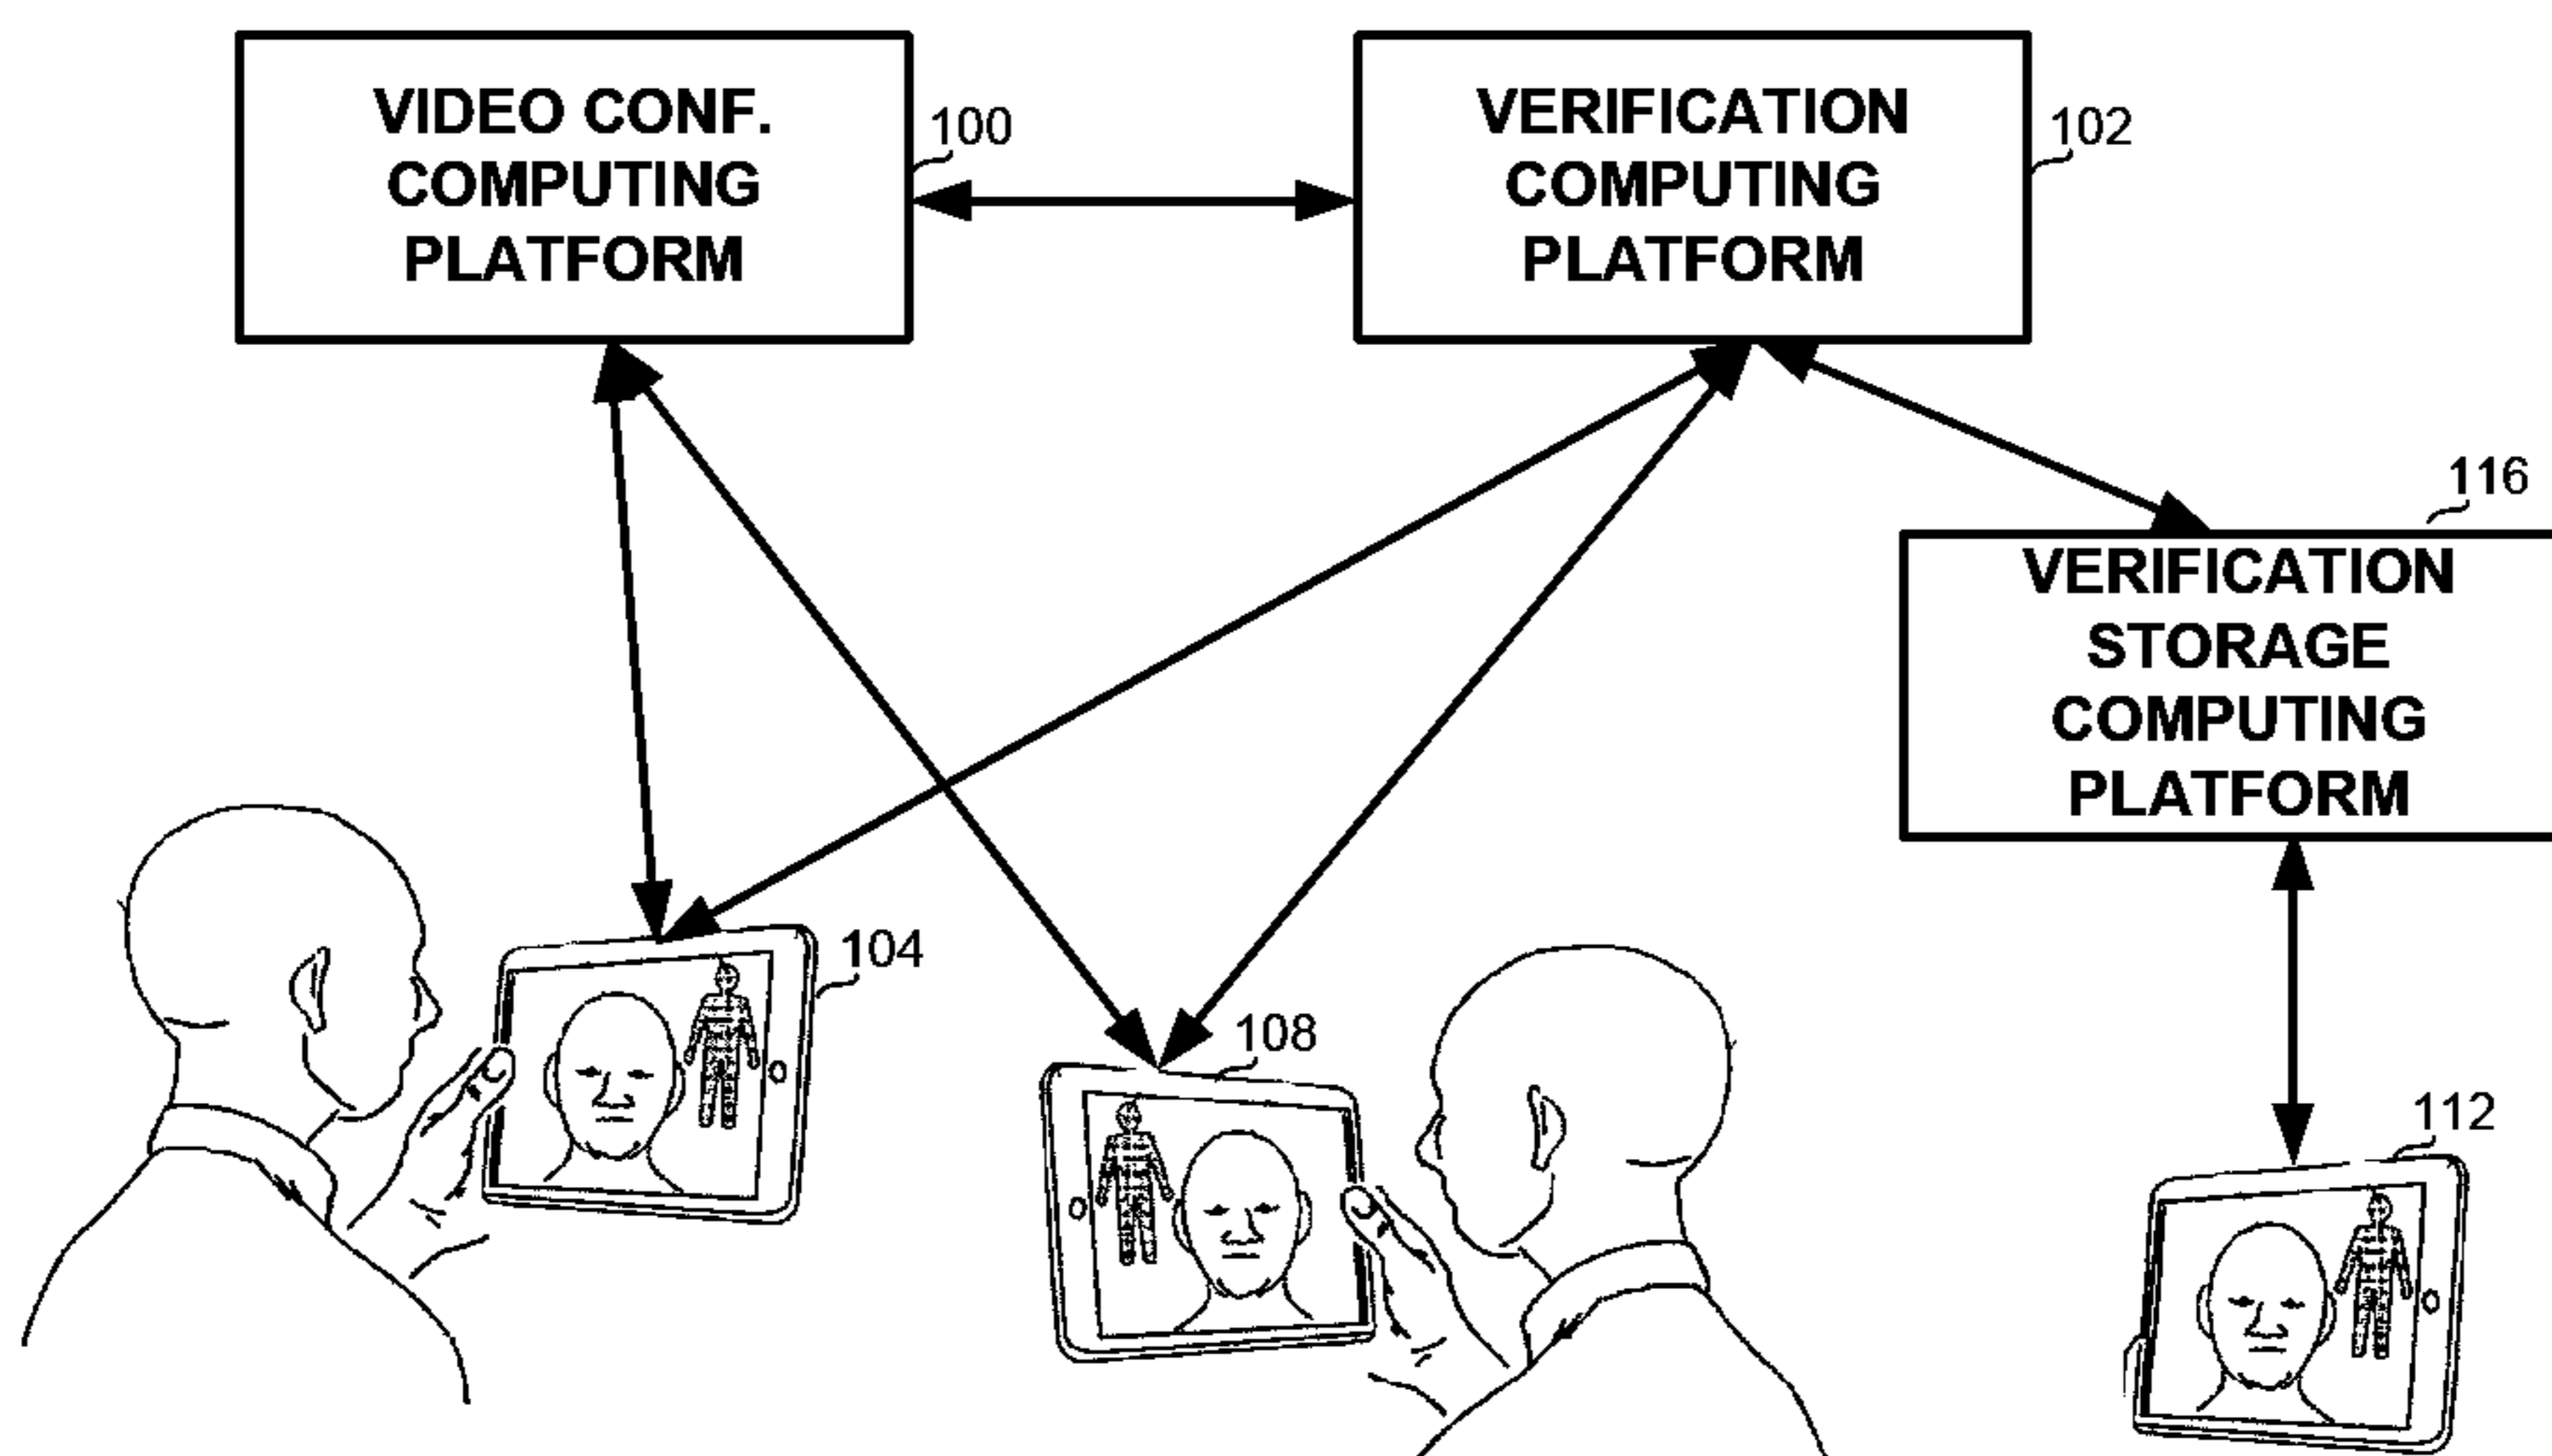 VIDEO CONF.
COMPUTING
PLATFORM
100
VERIFICATION
COMPUTING
PLATFORM
102
116
VERIFICATION
STORAGE
COMPUTING
PLATFORM
104
108
112